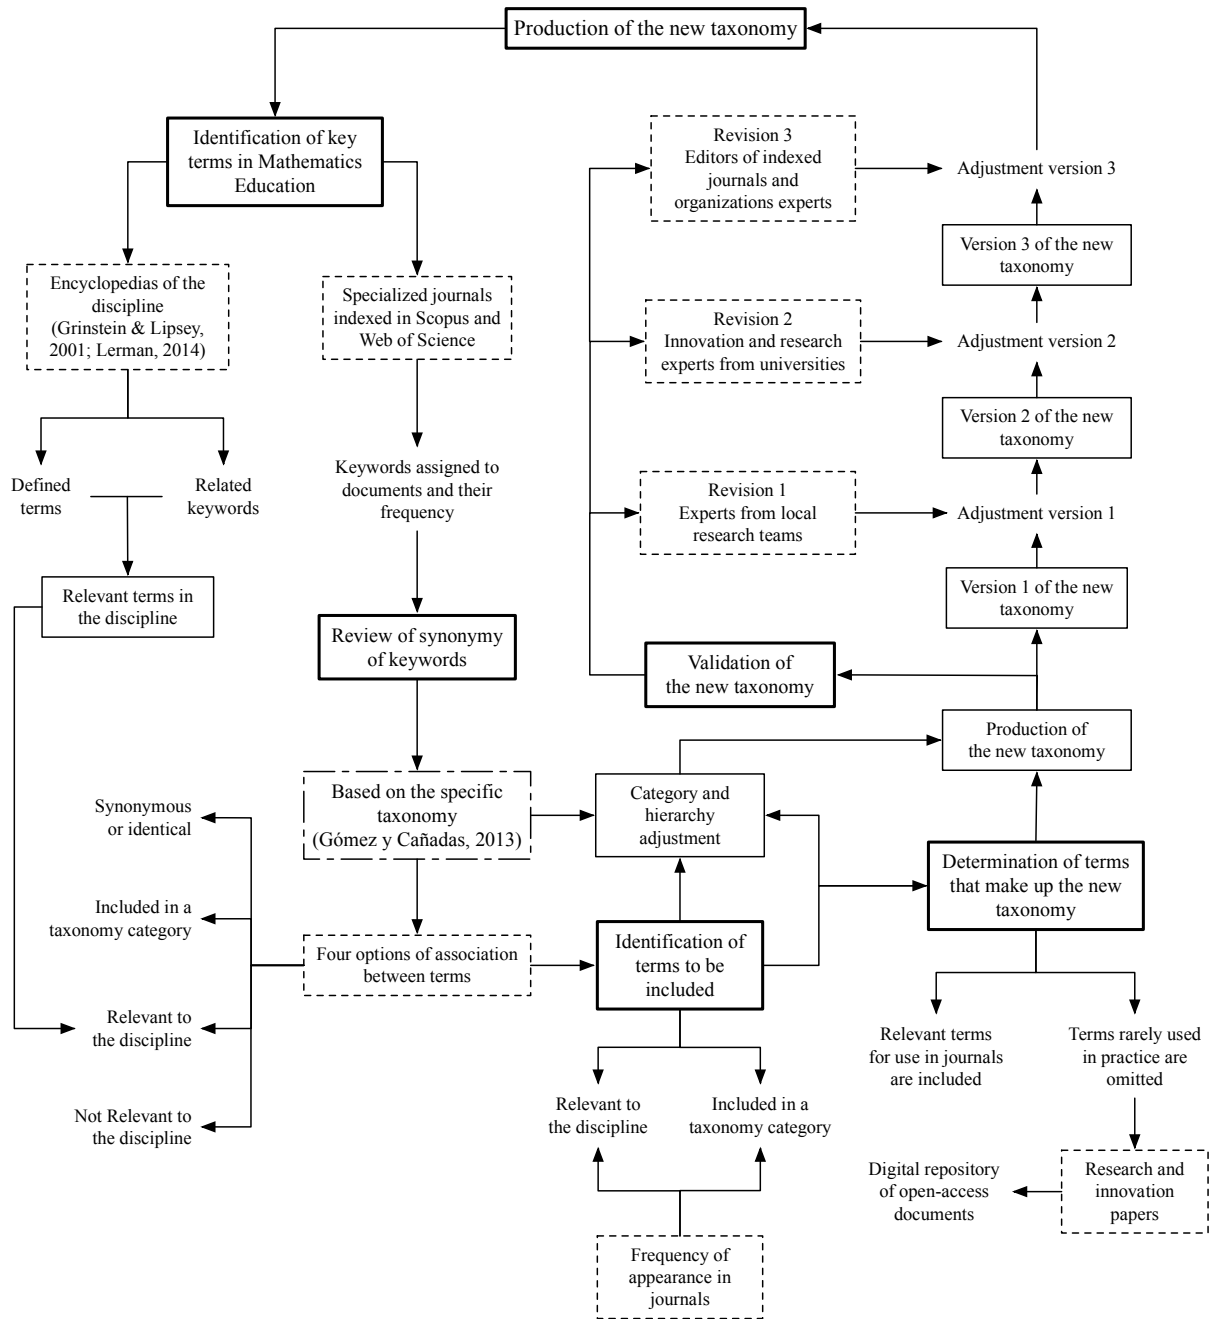 Production of the new taxonomy
Identification of key
terms in Mathematics
Education
Encyclopedias of the
discipline
(Grinstein & Lipsey,
2001; Lerman, 2014)
Specialized journals
indexed in Scopus and
Web of Science
Defined
terms
Related
keywords
Keywords assigned to
documents and their
frequency
Relevant terms in
the discipline
Review of synonymy
of keywords
Based on the specific
taxonomy
(Gómez y Cañadas, 2013)
Four options of association
between terms
Synonymous
or identical
Included in a
taxonomy category
Relevant to
the discipline
Not Relevant to
the discipline
Revision 3
Editors of indexed
journals and
organizations experts
Adjustment version 3
Version 3 of the new
taxonomy
Revision 2
Innovation and research
experts from universities
Adjustment version 2
Version 2 of the new
taxonomy
Revision 1
Experts from local
research teams
Adjustment version 1
Version 1 of the new
taxonomy
Validation of
the new taxonomy
Production of
the new taxonomy
Category and
hierarchy
adjustment
Determination of terms
that make up the new
taxonomy
Identification of
terms to be
included
Relevant to
the discipline
Included in a
taxonomy category
Frequency of
appearance in
journals
Relevant terms
for use in journals
are included
Terms rarely used
in practice are
omitted
Research and
innovation
papers
Digital repository
of open-access
documents